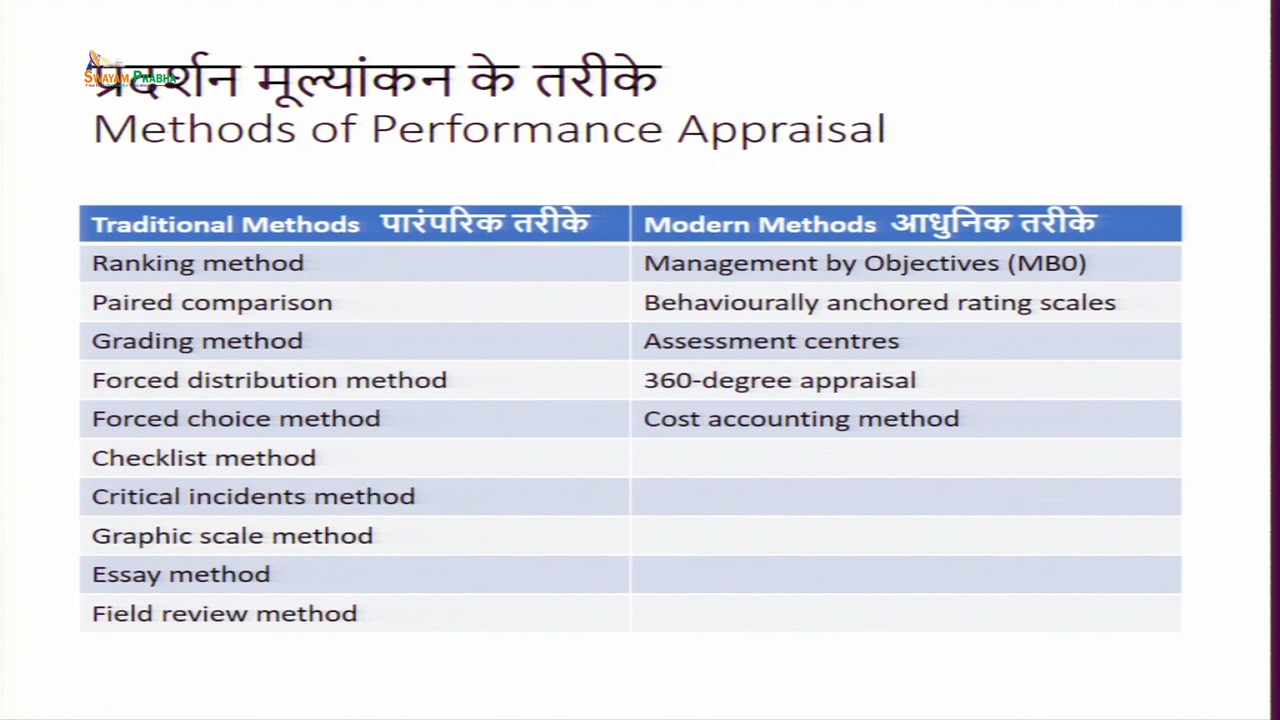 SWAYAM PRABHA
प्रदर्शन मूल्यांकन के तरीके
Methods of Performance Appraisal
Traditional Methods पारंपरिक तरीके Modern Methods आधुनिक तरीके
Ranking method Management by Objectives (MB0)
Paired comparison Behaviourally anchored rating scales
Grading method Assessment centres
Forced distribution method 360-degree appraisal
Forced choice method Cost accounting method
Checklist method
Critical incidents method
Graphic scale method
Essay method
Field review method